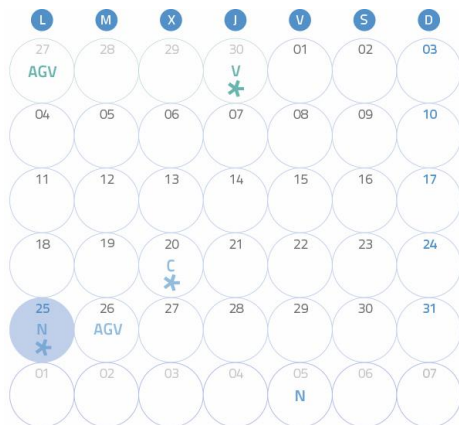 L M X J V S D
27 28 29 30 01 02 03
AGV V
04 05 06 07 08 09 10
11 12 13 14 15 16 17
18 19 20 21 22 23 24
C
25 26 27 28 29 30 31
N AGV
01 02 03 04 05 06 07
N